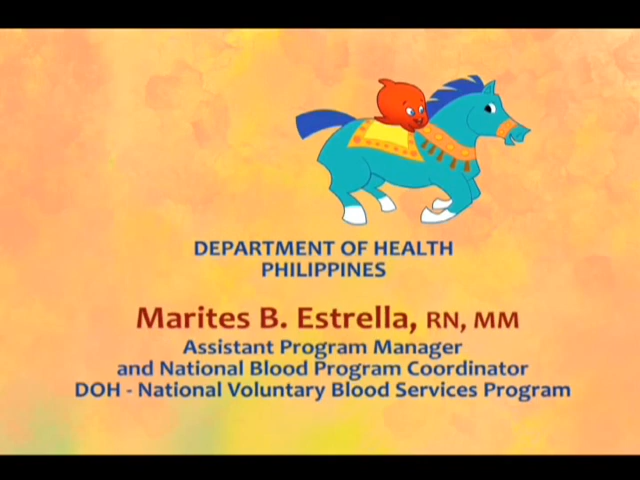 DEPARTMENT OF HEALTH
PHILIPPINES
Marites B. Estrella, RN, MM
Assistant Program Manager
and National Blood Program Coordinator
DOH - National Voluntary Blood Services Program